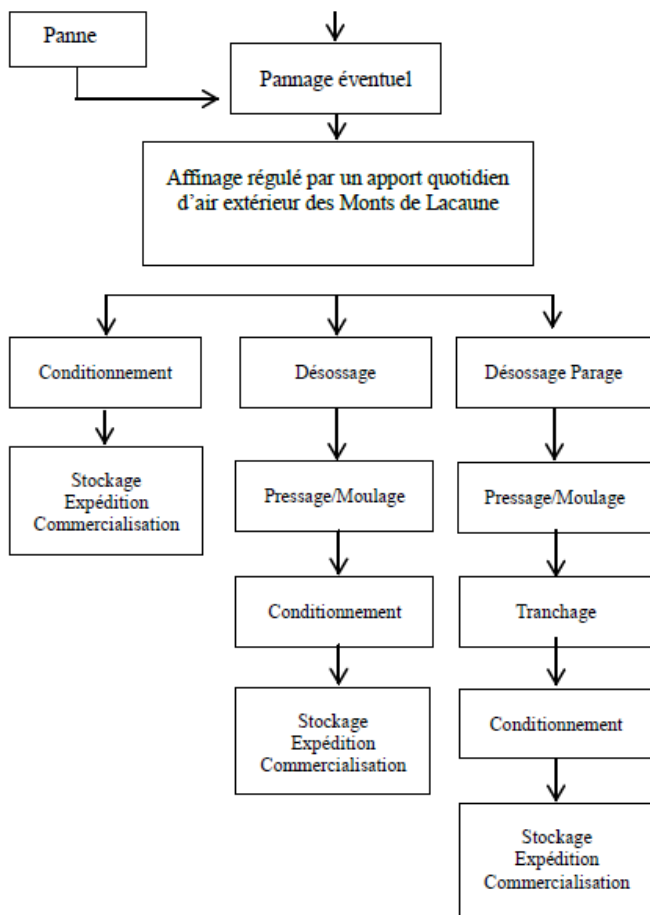 Panne
Pannage éventuel
Affinage régulé par un apport quotidien
d’air extérieur des Monts de Lacaune
Conditionnement
Désossage
Désossage Parage
Stockage
Expédition
Commercialisation
Pressage/Moulage
Pressage/Moulage
Conditionnement
Tranchage
Stockage
Expédition
Commercialisation
Conditionnement
Stockage
Expédition
Commercialisation